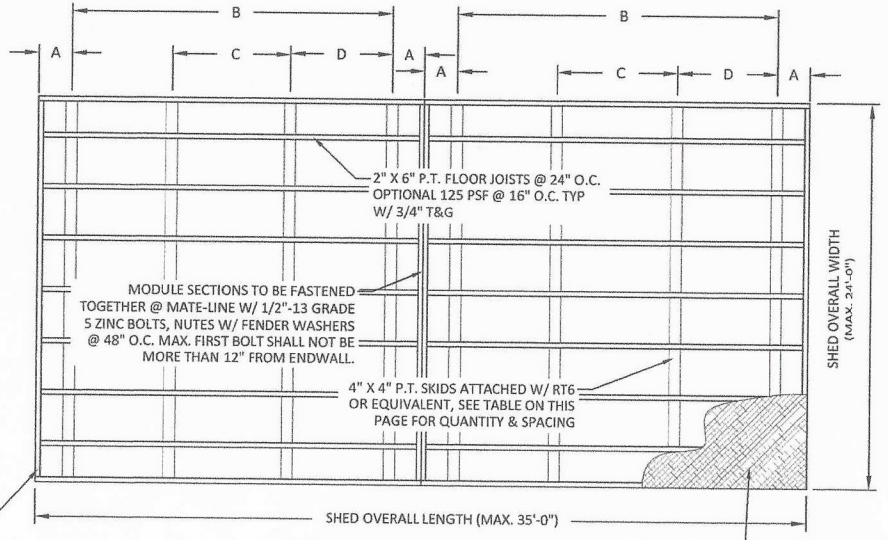 B
B
A
C
D
A
A
C
D
A
2" X 6" P.T. FLOOR JOISTS @ 24" O.C.
OPTIONAL 125 PSF @ 16" O.C. TYP
W/ 3/4" T&G
MODULE SECTIONS TO BE FASTENED
TOGETHER @ MATE-LINE W/ 1/2"-13 GRADE
5 ZINC BOLTS, NUTES W/ FENDER WASHERS
@ 48" O.C. MAX. FIRST BOLT SHALL NOT BE
MORE THAN 12" FROM ENDWALL.
4" X 4" P.T. SKIDS ATTACHED W/ RT6
OR EQUIVALENT, SEE TABLE ON THIS
PAGE FOR QUANTITY & SPACING
SHED OVERALL WIDTH
(MAX. 24'-0")
SHED OVERALL LENGTH (MAX. 35'-0")